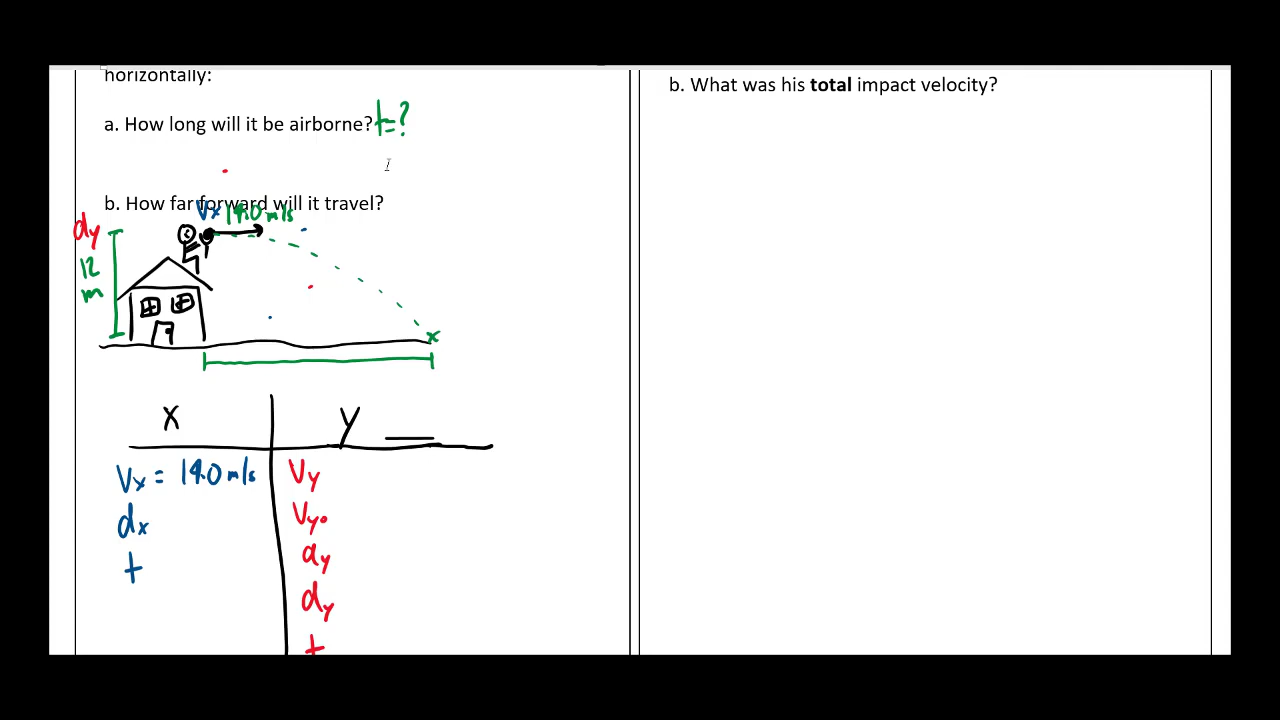 horizontally:
a. How long will it be airborne? t=?
b. How far forward will it travel?
Vx 14.0 m/s
dy
12
m
x
x y
Vx = 14.0 m/s Vy
dx Vyo
t ay
dy
t
b. What was his total impact velocity?